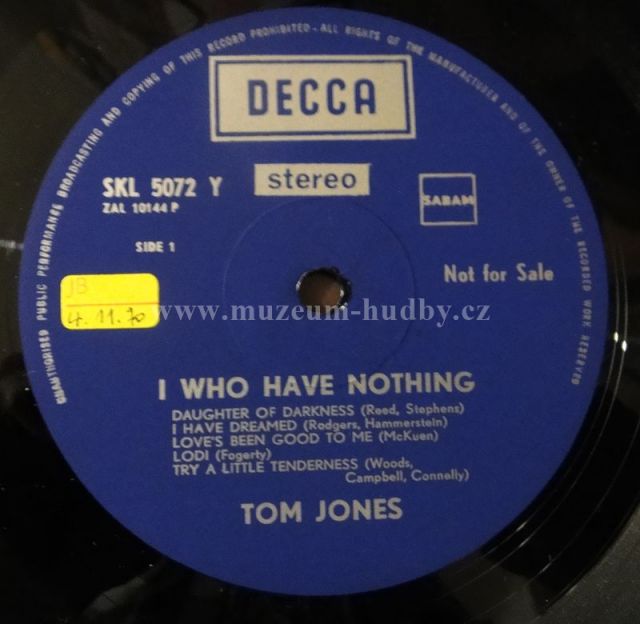 UNAUTHORISED PUBLIC PERFORMANCE BROADCASTING AND COPYING OF THIS RECORD PROHIBITED - ALL RIGHTS OF THE MANUFACTURER AND OF THE OWNER OF THE RECORDED WORK RESERVED
DECCA
SKL 5072 Y
stereo
SABAM
ZAL 10144 P
SIDE 1
Not for Sale
JB
4.11.70
www.muzeum-hudby.cz
I WHO HAVE NOTHING
DAUGHTER OF DARKNESS (Reed, Stephens)
I HAVE DREAMED (Rodgers, Hammerstein)
LOVE'S BEEN GOOD TO ME (McKuen)
LODI (Fogerty)
TRY A LITTLE TENDERNESS (Woods,
Campbell, Connelly)
TOM JONES